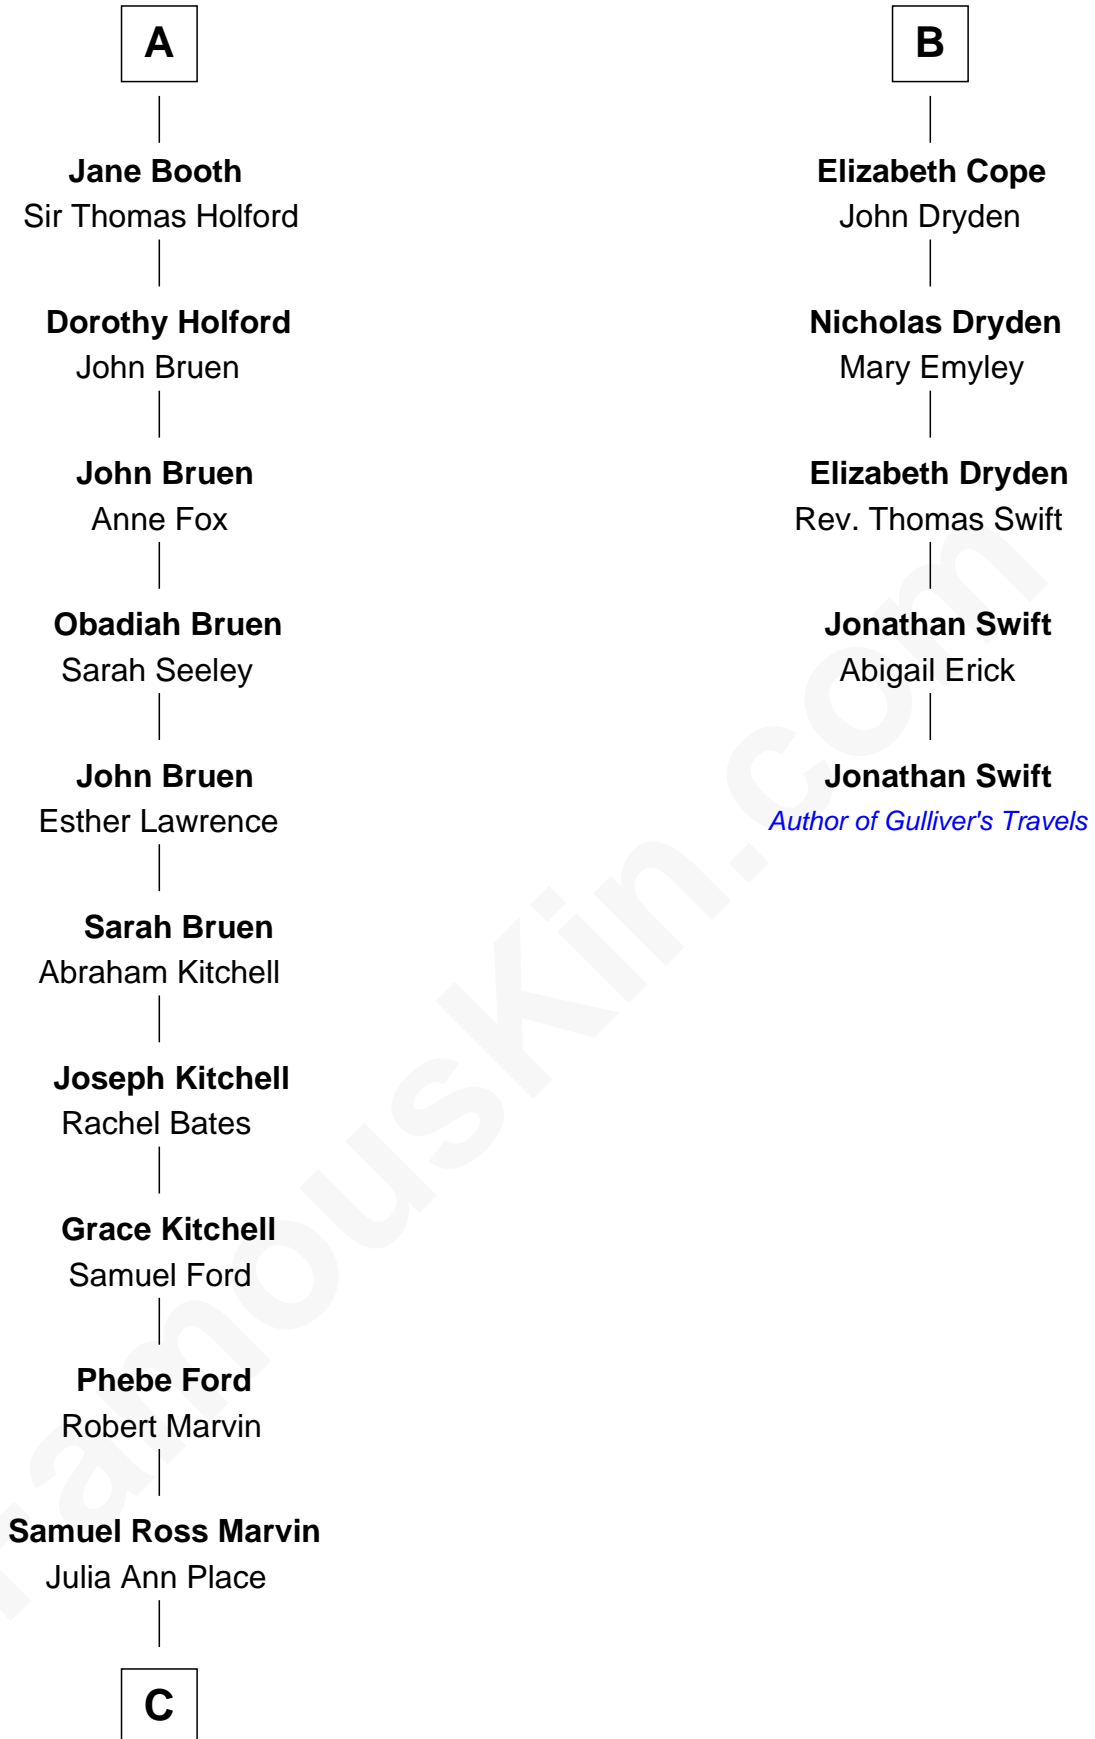 A
Jane Booth
Sir Thomas Holford
Dorothy Holford
John Bruen
John Bruen
Anne Fox
Obadiah Bruen
Sarah Seeley
John Bruen
Esther Lawrence
Sarah Bruen
Abraham Kitchell
Joseph Kitchell
Rachel Bates
Grace Kitchell
Samuel Ford
Phebe Ford
Robert Marvin
Samuel Ross Marvin
Julia Ann Place
C
B
Elizabeth Cope
John Dryden
Nicholas Dryden
Mary Emyley
Elizabeth Dryden
Rev. Thomas Swift
Jonathan Swift
Abigail Erick
Jonathan Swift
Author of Gulliver's Travels
famouskin.com